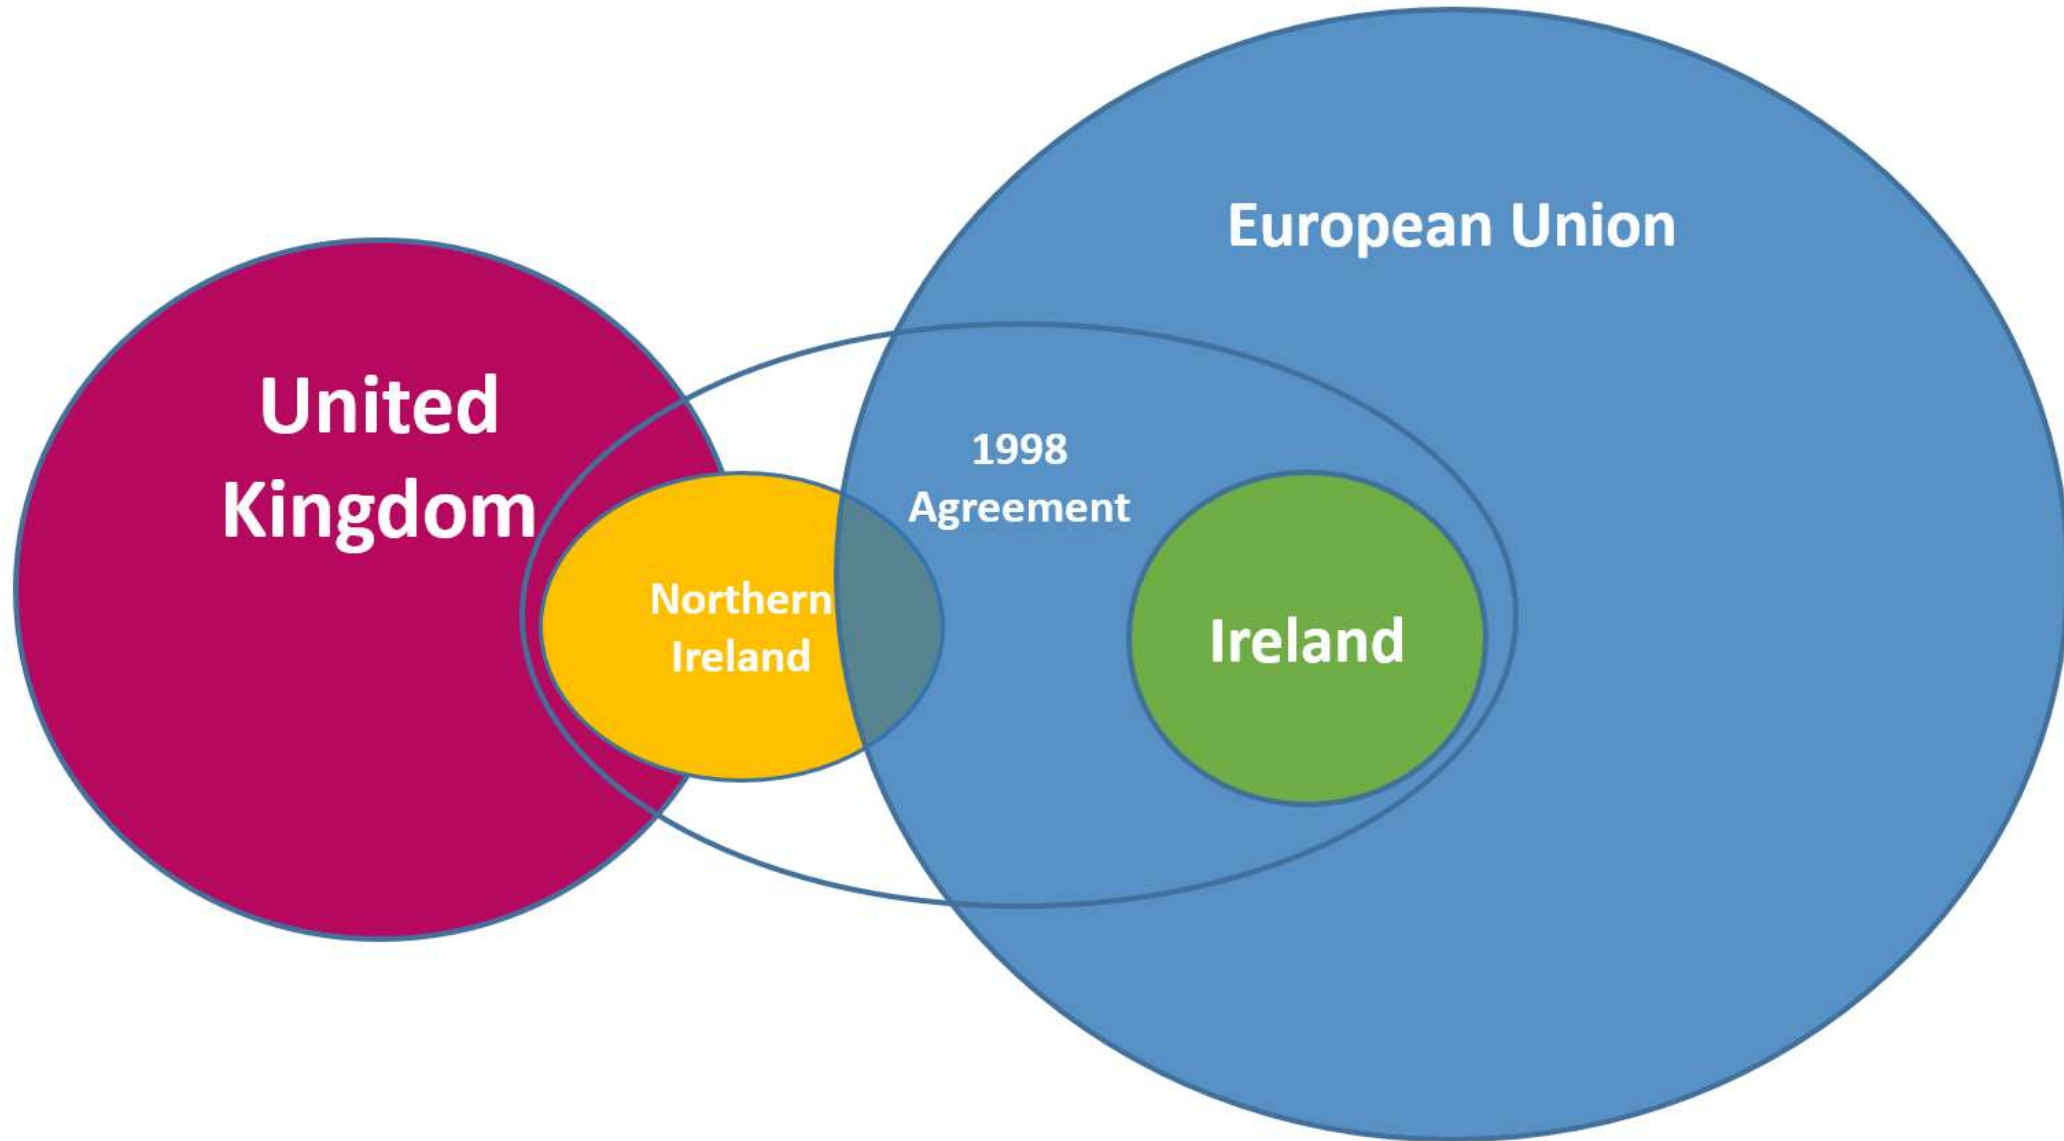 European Union
United
Kingdom
1998
Agreement
Northern
Ireland
Ireland